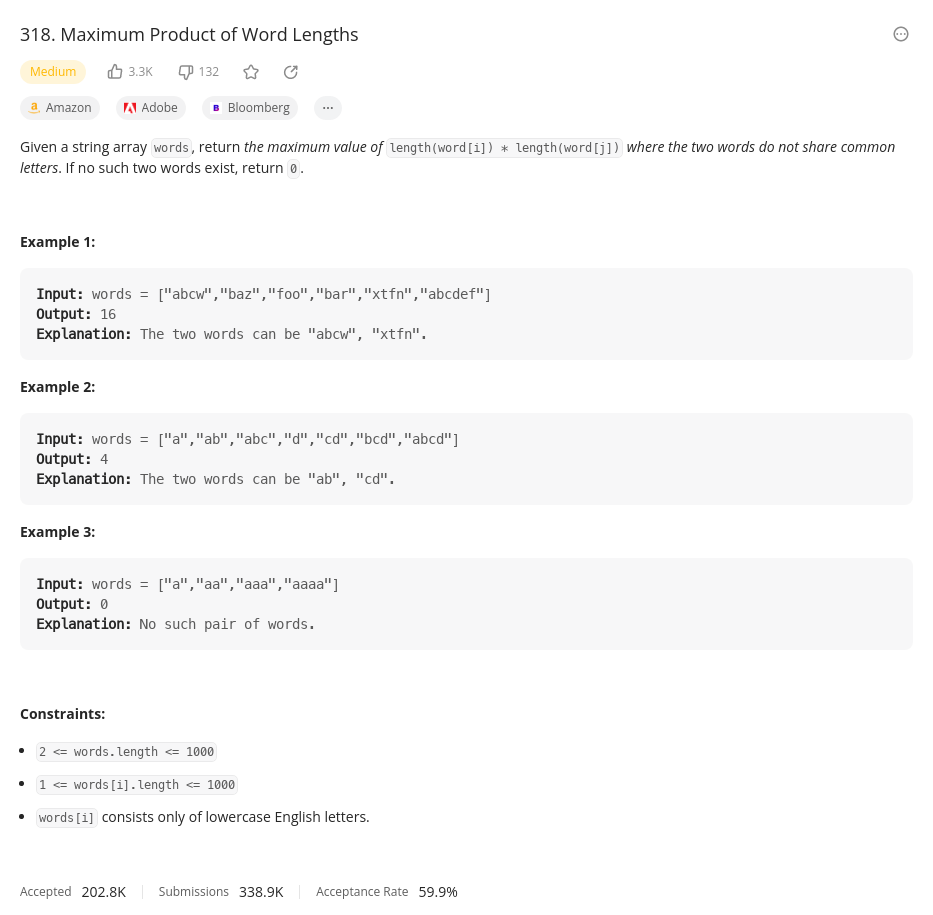 318. Maximum Product of Word Lengths
Medium 3.3K 132
Amazon Adobe Bloomberg
Given a string array words, return the maximum value of length(word[i]) * length(word[j]) where the two words do not share common
letters. If no such two words exist, return 0.
Example 1:
Input: words = ["abcw","baz","foo","bar","xtfn","abcdef"]
Output: 16
Explanation: The two words can be "abcw", "xtfn".
Example 2:
Input: words = ["a","ab","abc","d","cd","bcd","abcd"]
Output: 4
Explanation: The two words can be "ab", "cd".
Example 3:
Input: words = ["a","aa","aaa","aaaa"]
Output: 0
Explanation: No such pair of words.
Constraints:
• 2 <= words.length <= 1000
• 1 <= words[i].length <= 1000
• words[i] consists only of lowercase English letters.
Accepted 202.8K Submissions 338.9K Acceptance Rate 59.9%